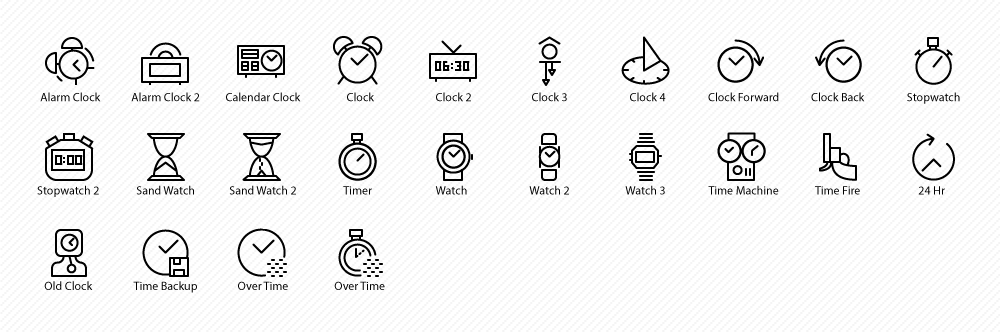 Alarm Clock Alarm Clock 2 Calendar Clock Clock Clock 2 Clock 3 Clock 4 Clock Forward Clock Back Stopwatch
88
06:30
Stopwatch 2 Sand Watch Sand Watch 2 Timer Watch Watch 2 Watch 3 Time Machine Time Fire 24 Hr
0:00
Old Clock Time Backup Over Time Over Time